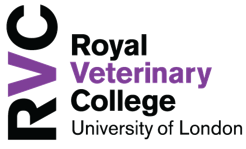 RVC
Royal
Veterinary
College
University of London